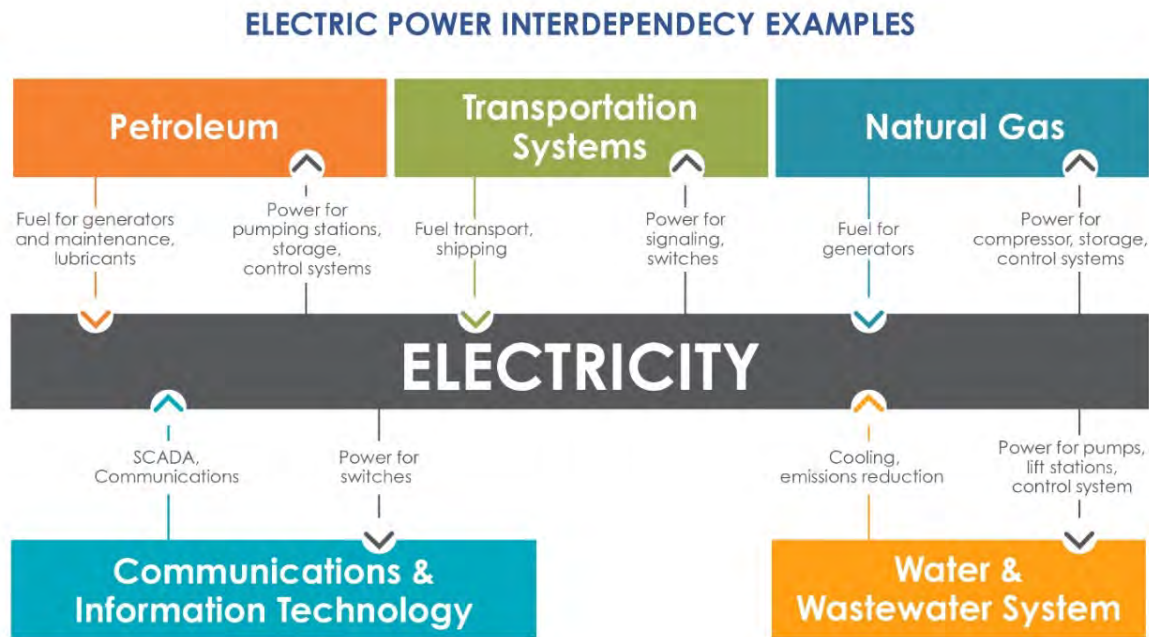 ELECTRIC POWER INTERDEPENDECY EXAMPLES
Petroleum
Transportation
Systems
Natural Gas
Fuel for generators
and maintenance,
lubricants
Power for
pumping stations,
storage,
control systems
Fuel transport,
shipping
Power for
signaling,
switches
Fuel for
generators
Power for
compressor, storage,
control systems
ELECTRICITY
SCADA,
Communications
Power for
switches
Cooling,
emissions reduction
Power for pumps,
lift stations,
control system
Communications &
Information Technology
Water &
Wastewater System